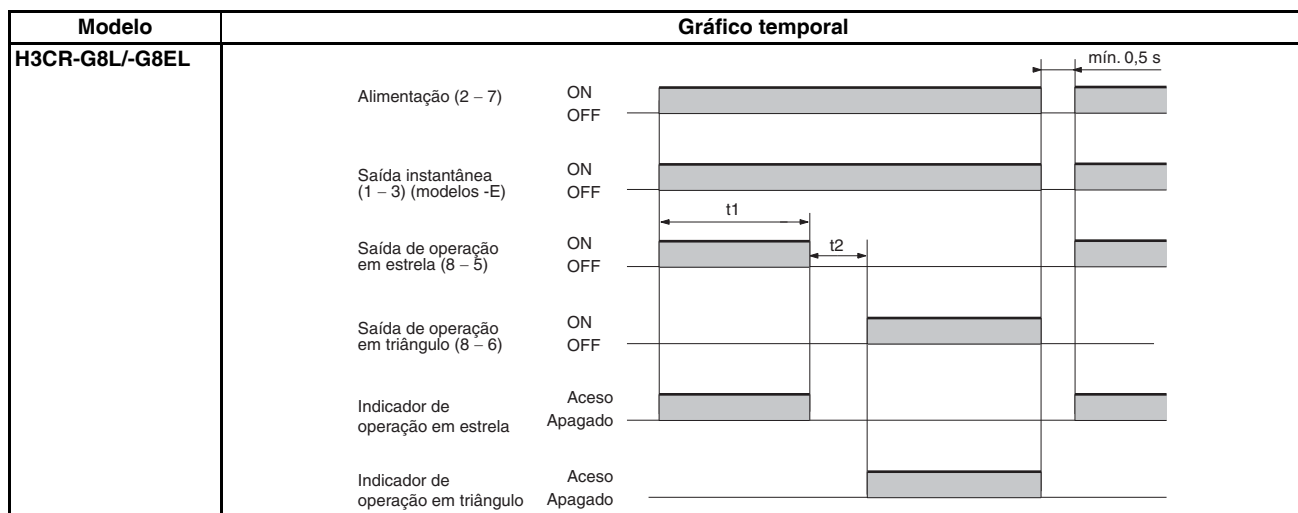 Modelo
Gráfico temporal
H3CR-G8L/-G8EL
mín. 0,5 s
Alimentação (2 – 7)
ON
OFF
Saída instantânea
(1 – 3) (modelos -E)
ON
OFF
t1
Saída de operação
em estrela (8 – 5)
ON
OFF
t2
Saída de operação
em triângulo (8 – 6)
ON
OFF
Indicador de
operação em estrela
Aceso
Apagado
Indicador de
operação em triângulo
Aceso
Apagado